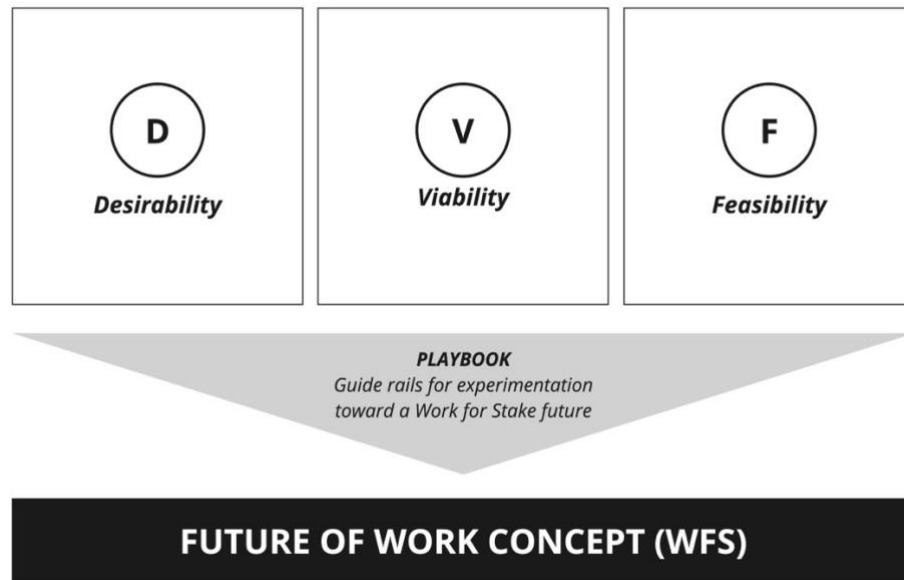 D
Desirability
V
Viability
F
Feasibility
PLAYBOOK
Guide rails for experimentation
toward a Work for Stake future
FUTURE OF WORK CONCEPT (WFS)